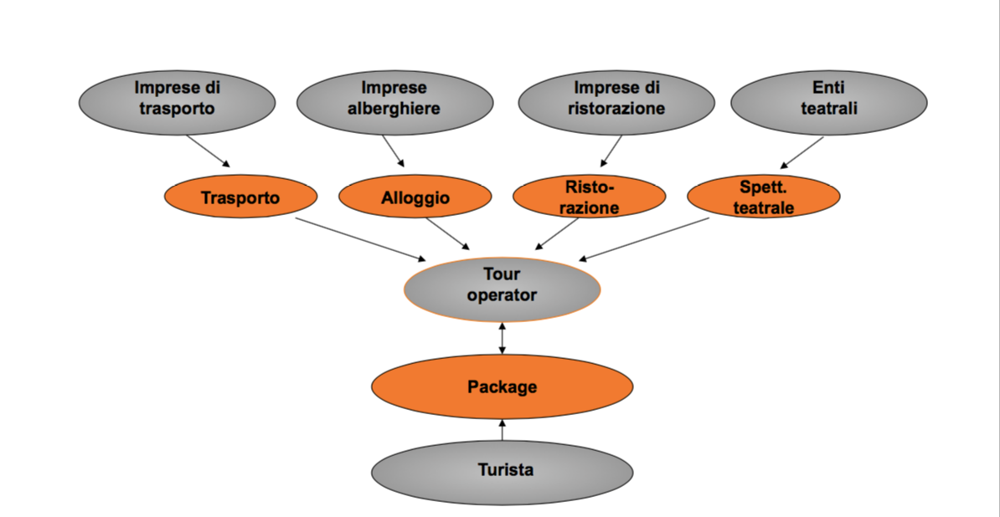 Imprese di
trasporto
Imprese
alberghiere
Imprese di
ristorazione
Enti
teatrali
Trasporto
Alloggio
Risto-
razione
Spett.
teatrale
Tour
operator
Package
Turista